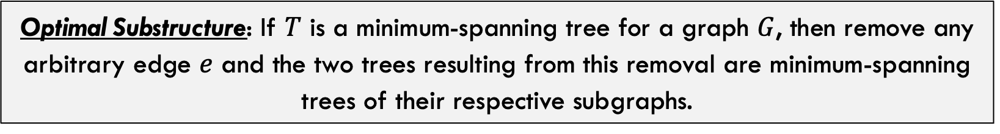 Optimal Substructure: If 𝑇 is a minimum-spanning tree for a graph 𝐺, then remove any
arbitrary edge 𝑒 and the two trees resulting from this removal are minimum-spanning
trees of their respective subgraphs.